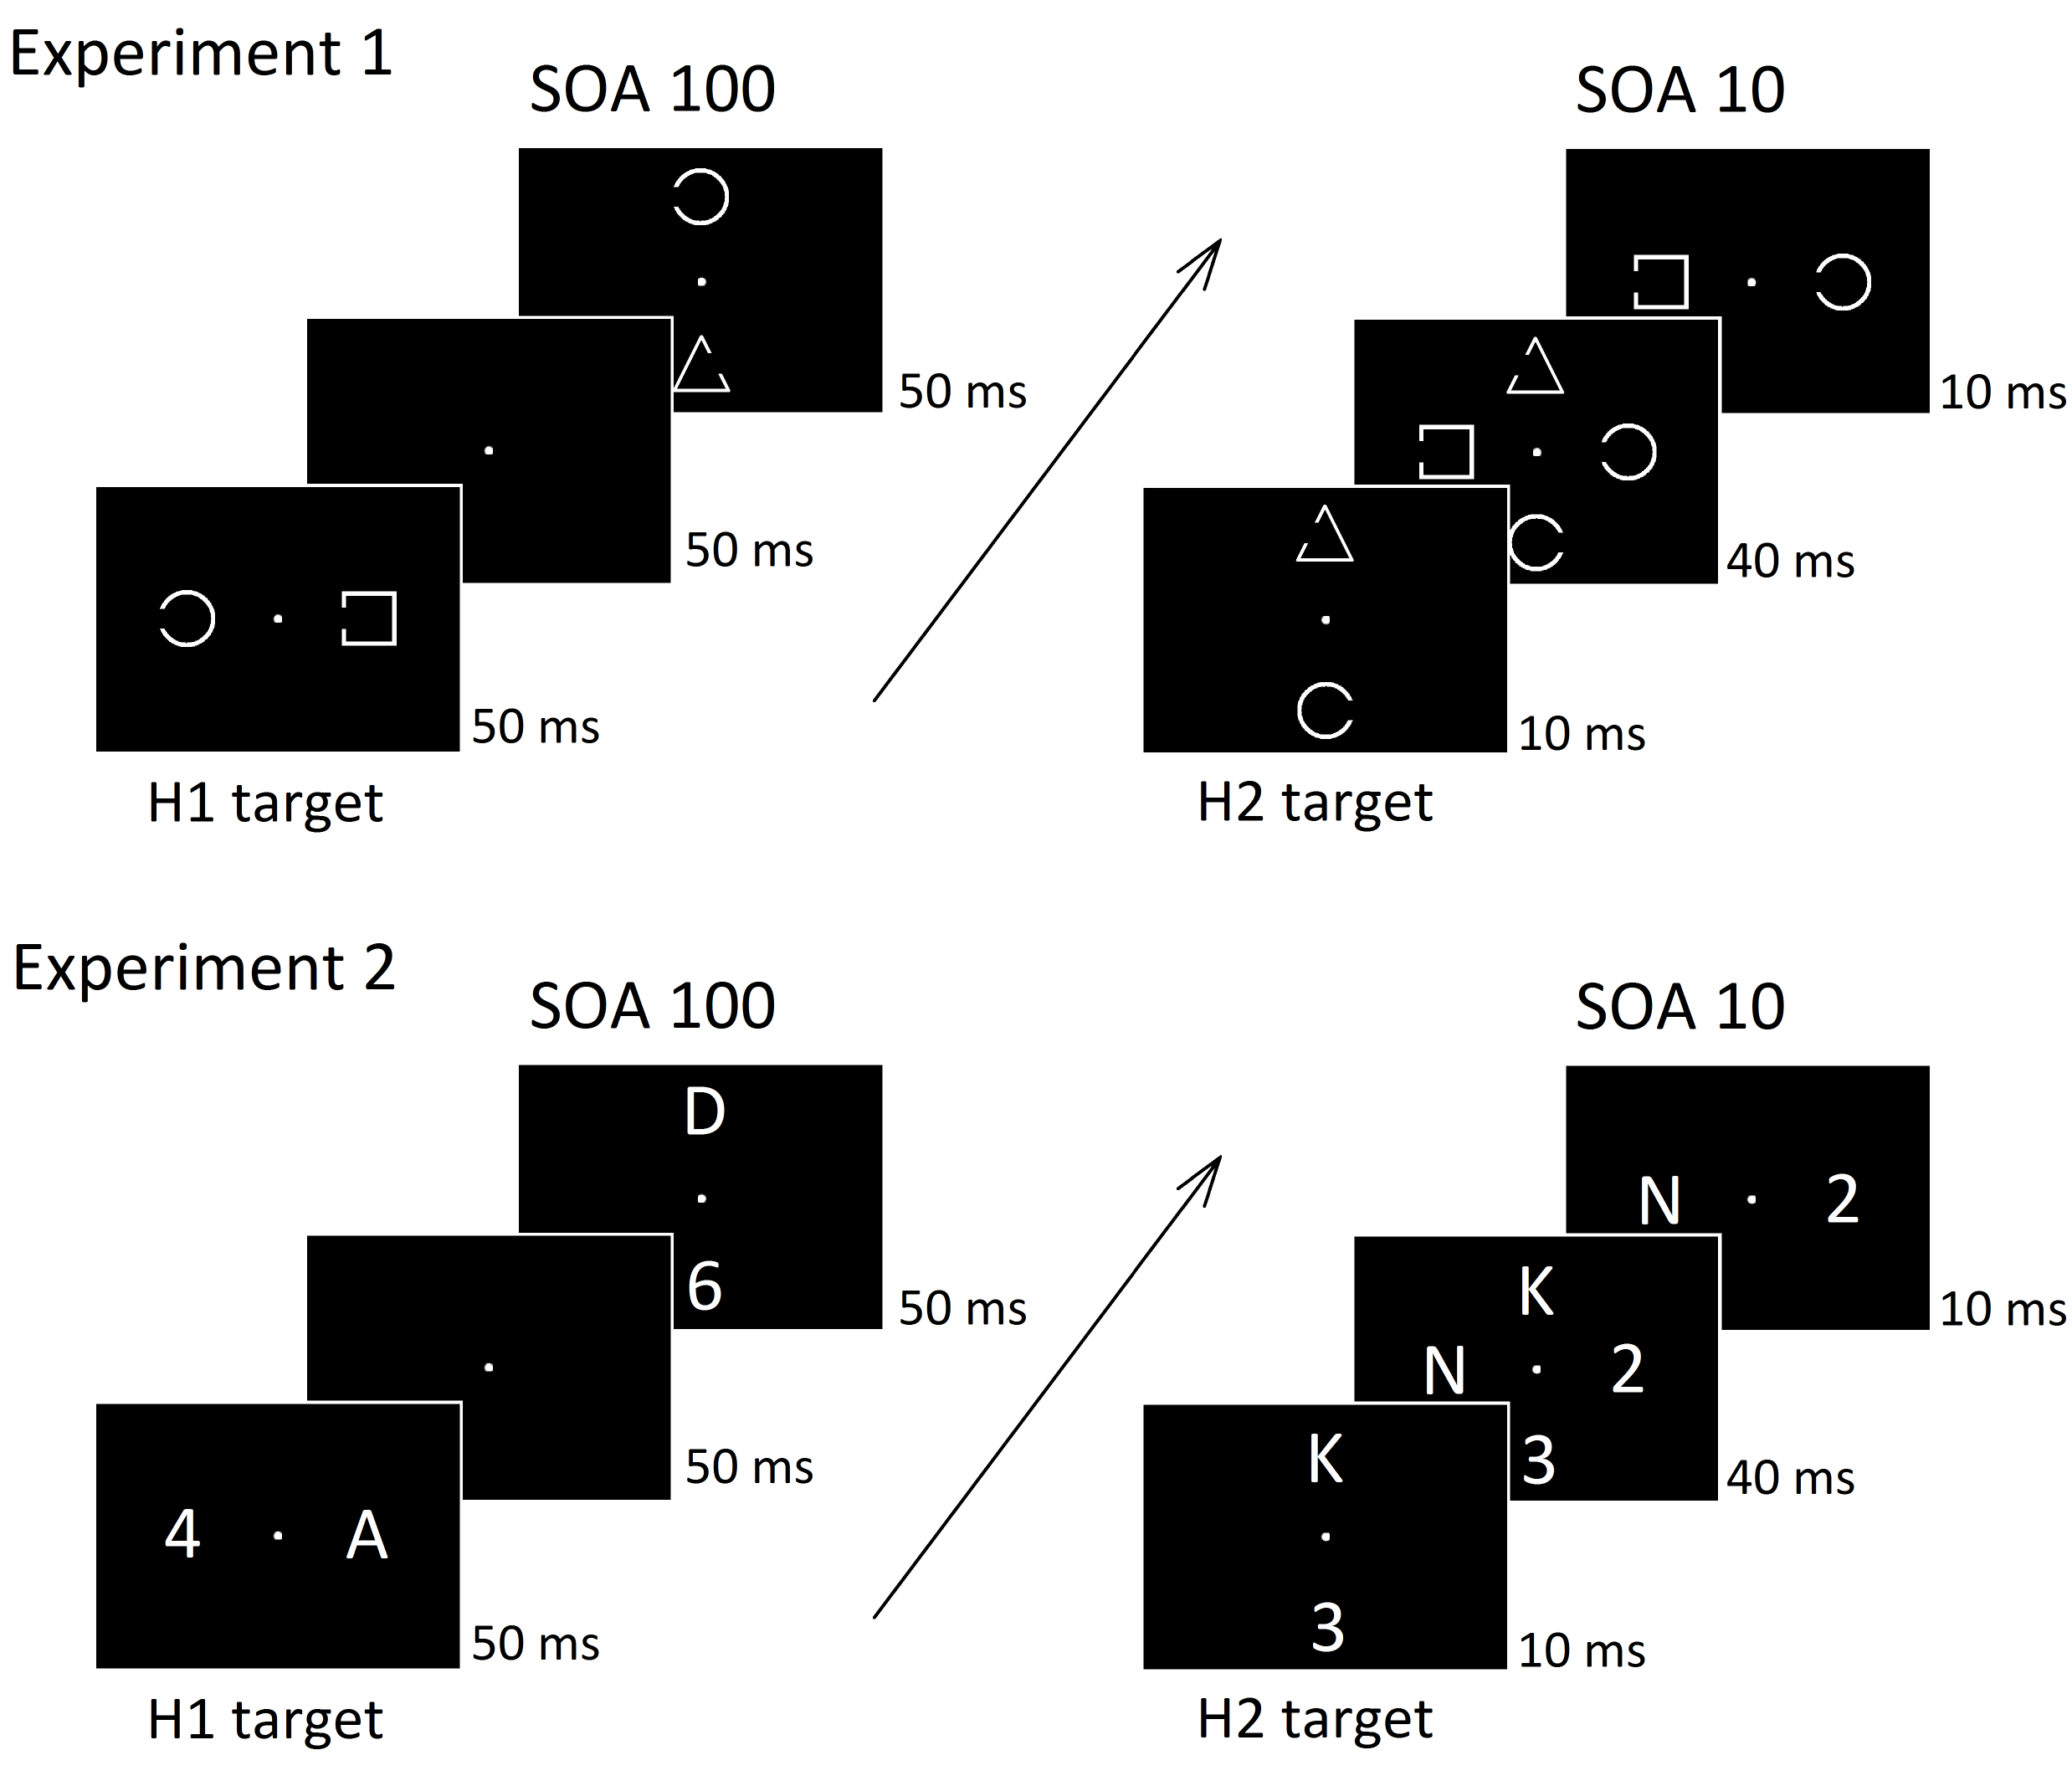 Experiment 1
SOA 100
SOA 10
50 ms
10 ms
50 ms
40 ms
50 ms
10 ms
H1 target
H2 target
Experiment 2
SOA 100
SOA 10
D
6
50 ms
N 2
10 ms
50 ms
K
N 2
3
40 ms
4 A
50 ms
K
3
10 ms
H1 target
H2 target